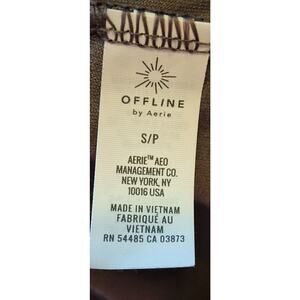 OFFLINE
by Aerie
S/P
AERIE™ AEO
MANAGEMENT CO.
NEW YORK, NY
10016 USA
MADE IN VIETNAM
FABRIQUÉ AU
VIETNAM
RN 54485 CA 03873